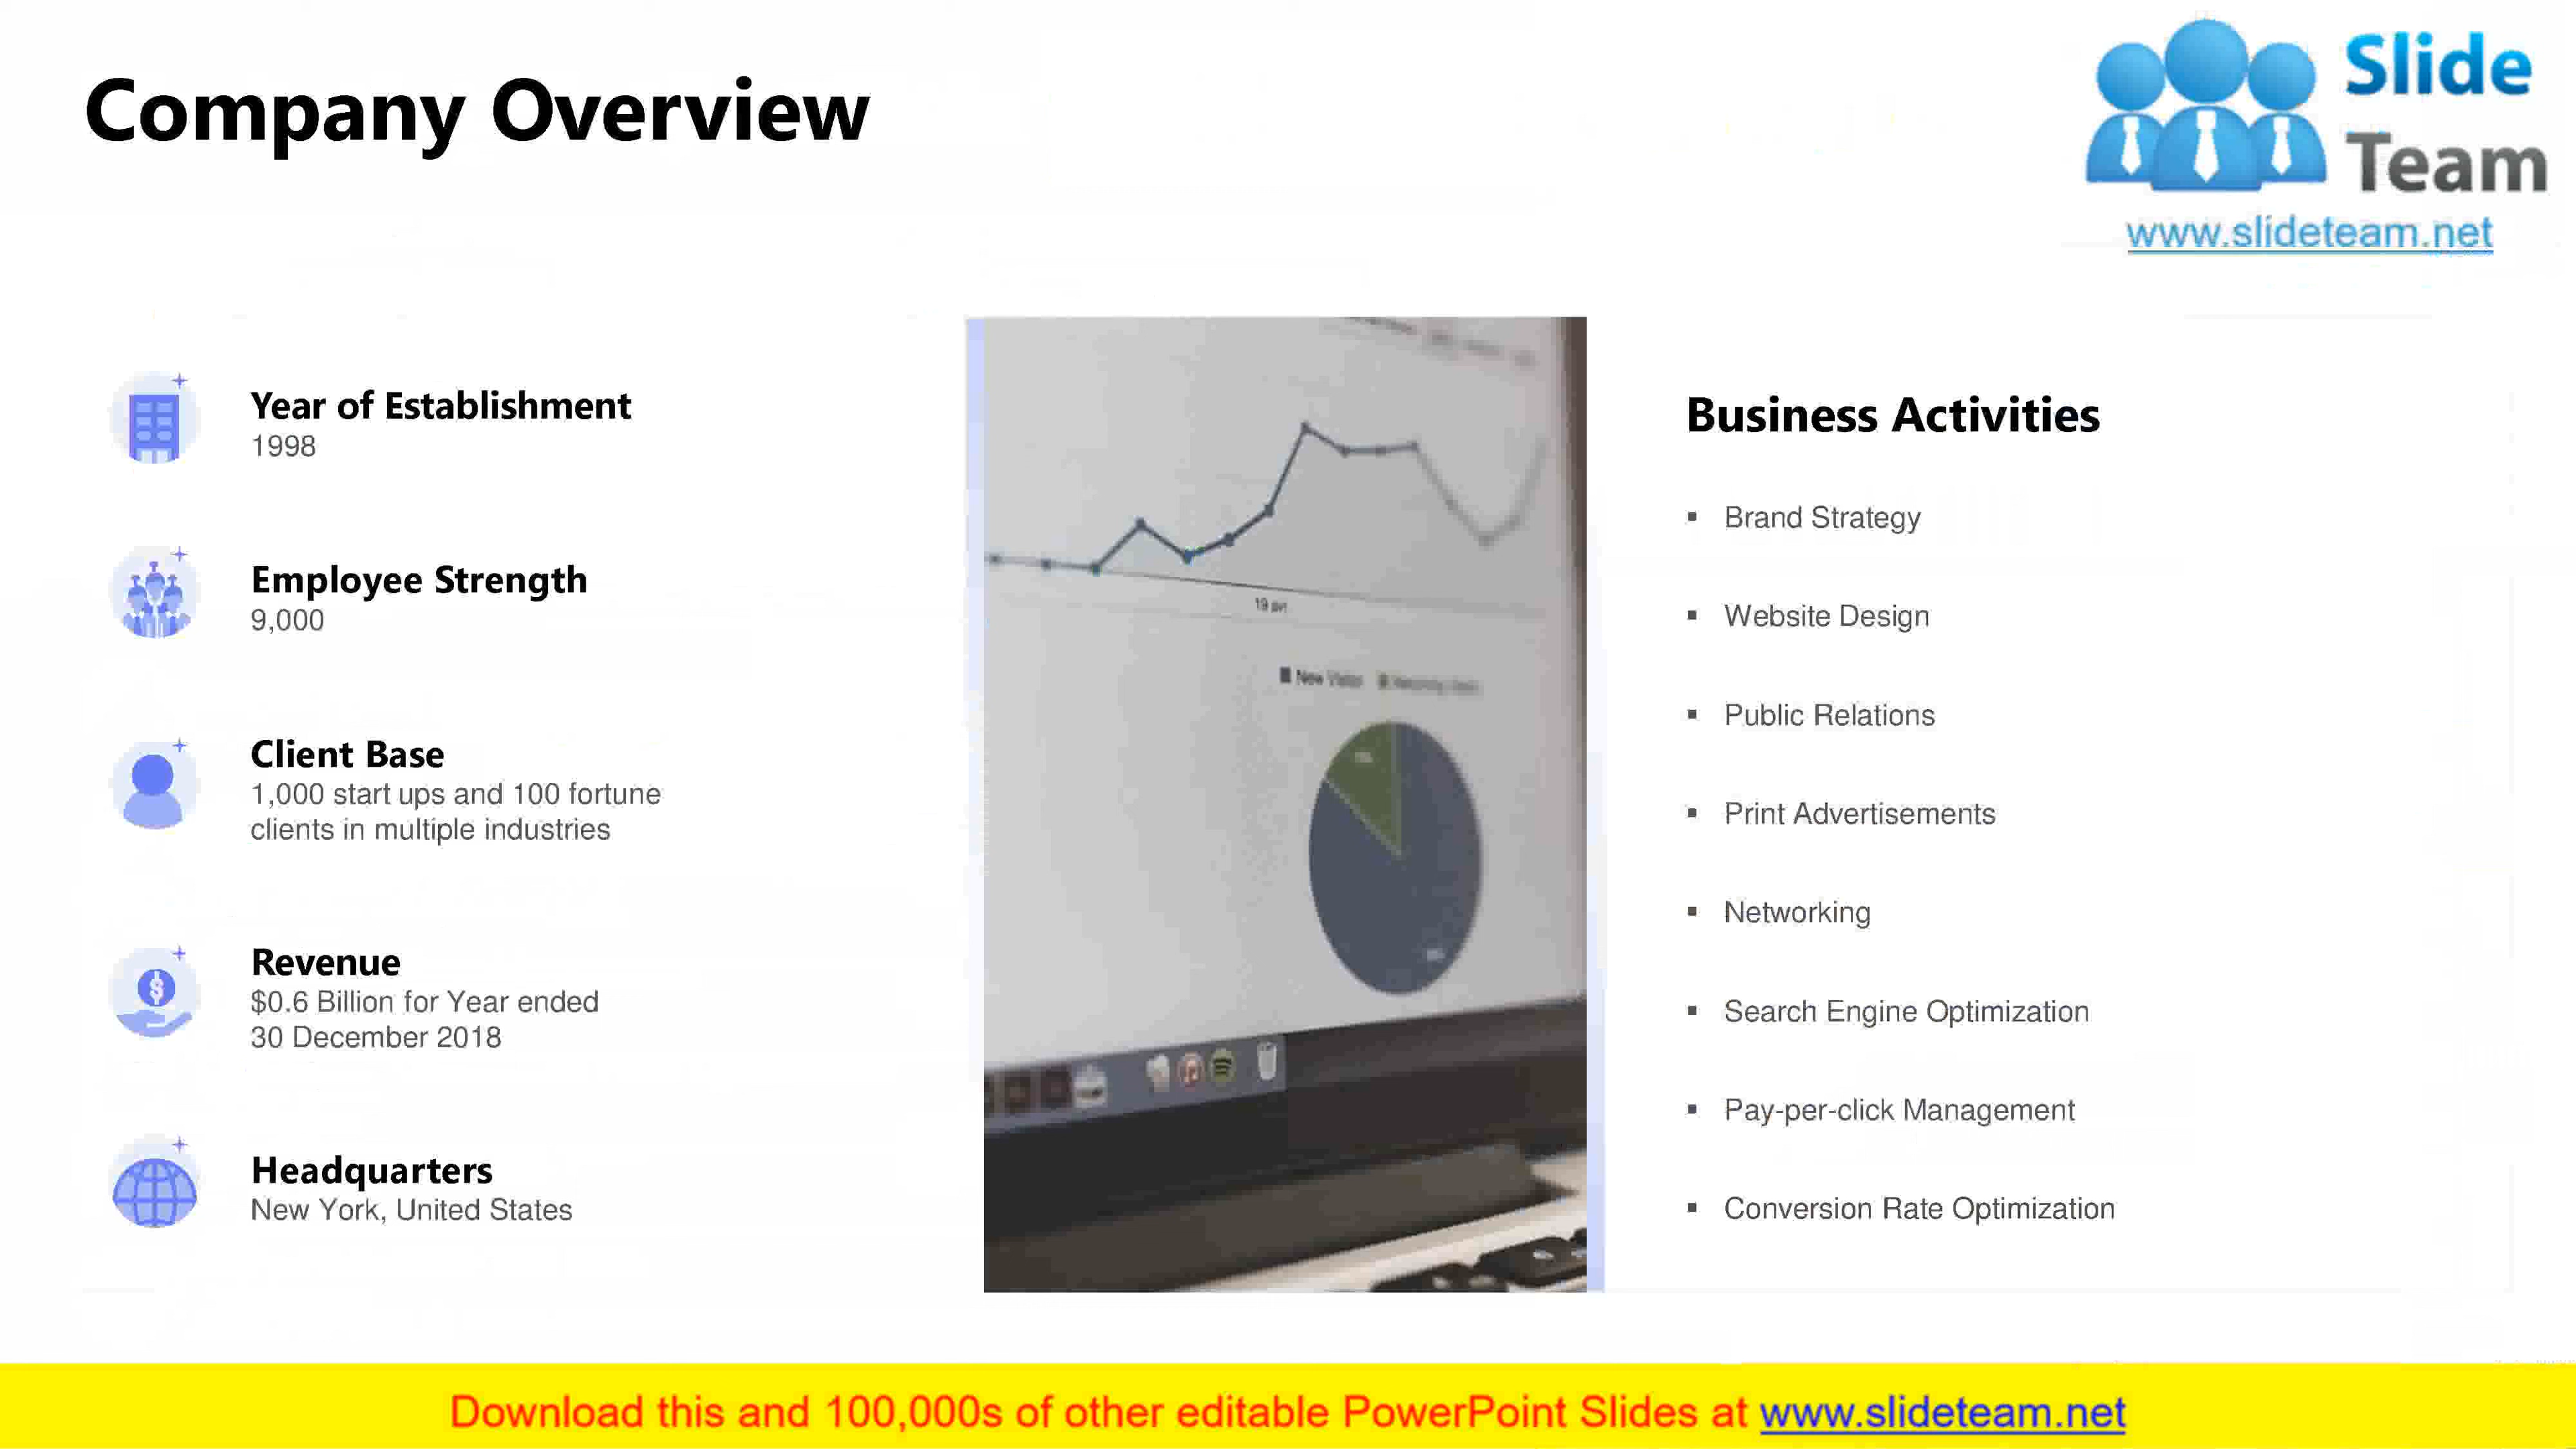 Company Overview
Slide
Team
www.slideteam.net
Year of Establishment
1998
Employee Strength
9,000
Client Base
1,000 start ups and 100 fortune
clients in multiple industries
Revenue
$0.6 Billion for Year ended
30 December 2018
Headquarters
New York, United States
19
New
Business Activities
▪ Brand Strategy
▪ Website Design
▪ Public Relations
▪ Print Advertisements
▪ Networking
▪ Search Engine Optimization
▪ Pay-per-click Management
▪ Conversion Rate Optimization
Download this and 100,000s of other editable PowerPoint Slides at www.slideteam.net